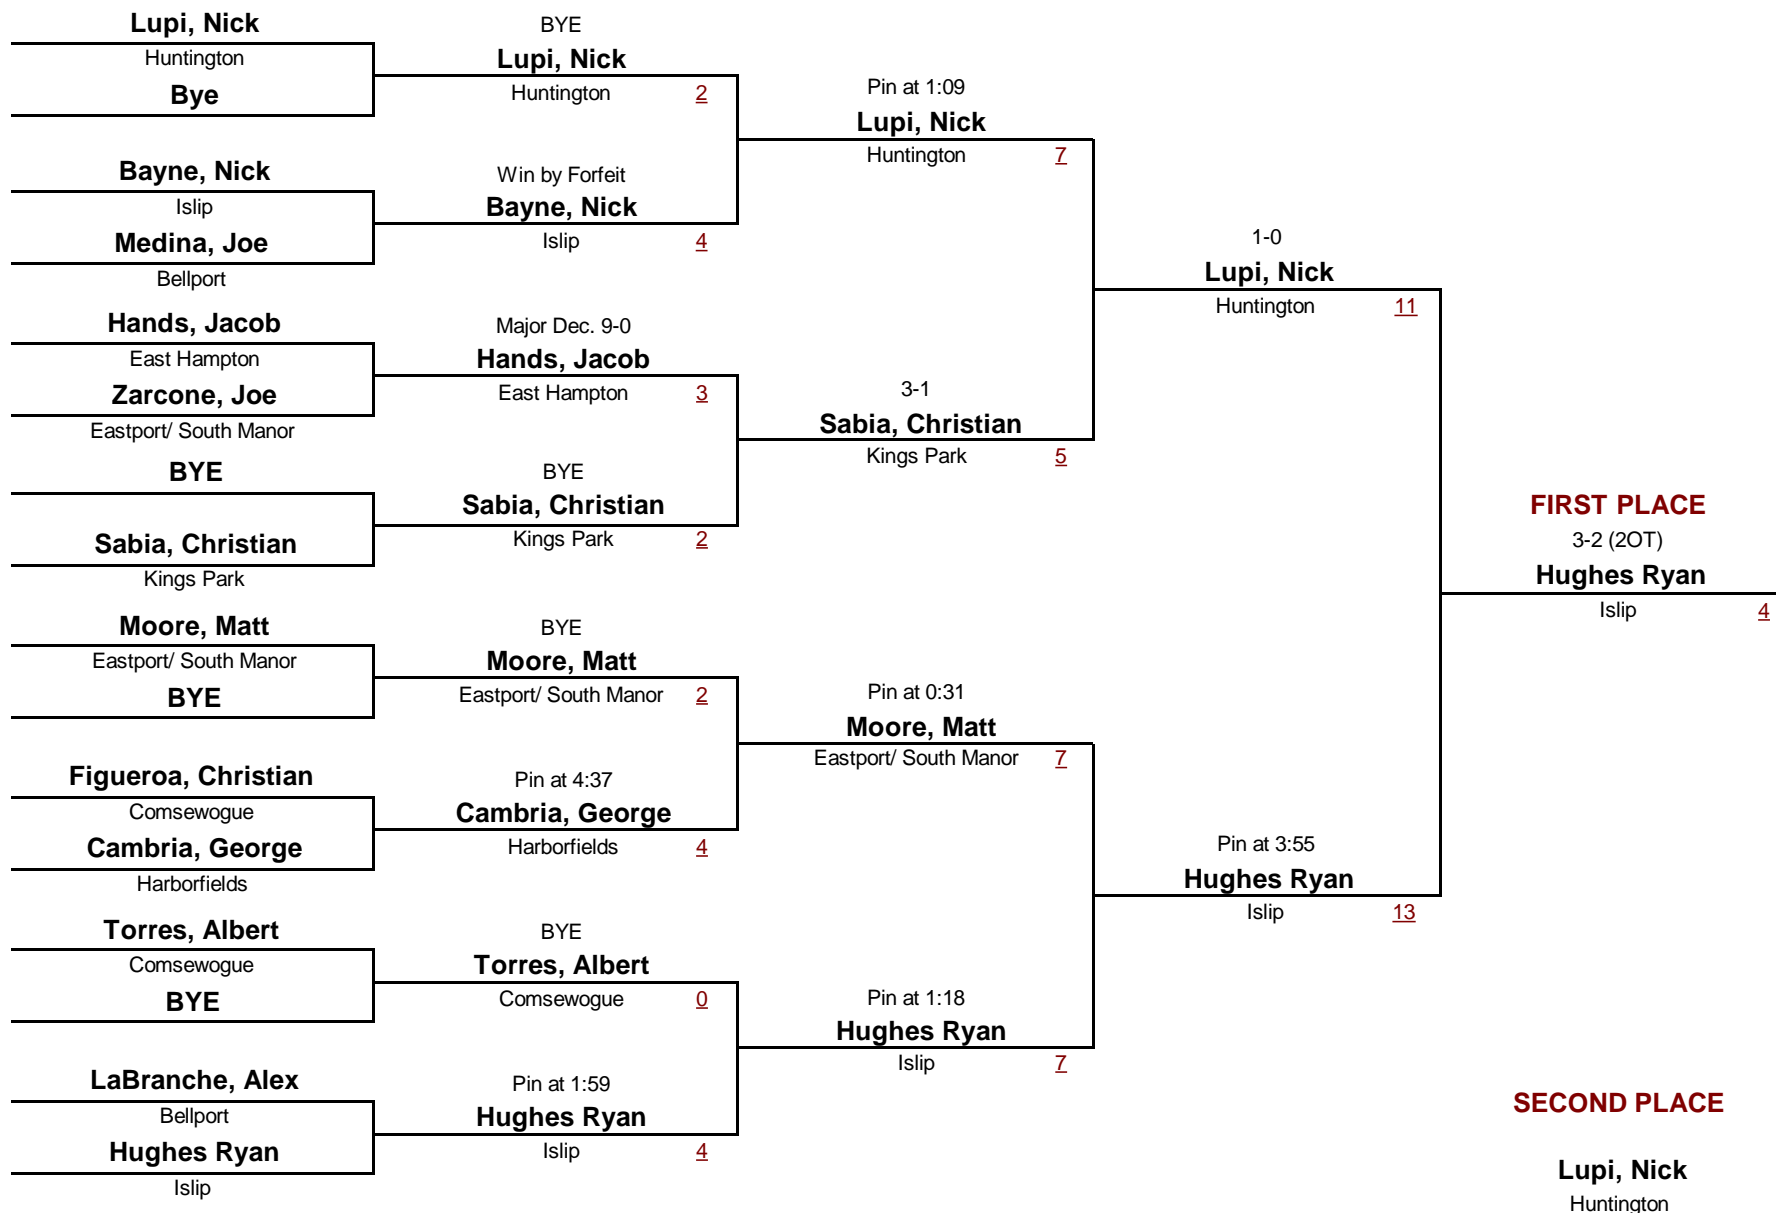 Lupi, Nick
Huntington
Bye
Bayne, Nick
Islip
Medina, Joe
Bellport
Hands, Jacob
East Hampton
Zarcone, Joe
Eastport/ South Manor
BYE
Sabia, Christian
Kings Park
Moore, Matt
Eastport/ South Manor
BYE
Figueroa, Christian
Comsewogue
Cambria, George
Harborfields
Torres, Albert
Comsewogue
BYE
LaBranche, Alex
Bellport
Hughes Ryan
Islip
BYE
Lupi, Nick
Huntington 2
Win by Forfeit
Bayne, Nick
Islip 4
Major Dec. 9-0
Hands, Jacob
East Hampton 3
BYE
Sabia, Christian
Kings Park 2
BYE
Moore, Matt
Eastport/ South Manor 2
Pin at 4:37
Cambria, George
Harborfields 4
BYE
Torres, Albert
Comsewogue 0
Pin at 1:59
Hughes Ryan
Islip 4
Pin at 1:09
Lupi, Nick
Huntington 7
3-1
Sabia, Christian
Kings Park 5
Pin at 0:31
Moore, Matt
Eastport/ South Manor 7
Pin at 1:18
Hughes Ryan
Islip 7
1-0
Lupi, Nick
Huntington 11
Pin at 3:55
Hughes Ryan
Islip 13
FIRST PLACE
3-2 (2OT)
Hughes Ryan
Islip 4
SECOND PLACE
Lupi, Nick
Huntington